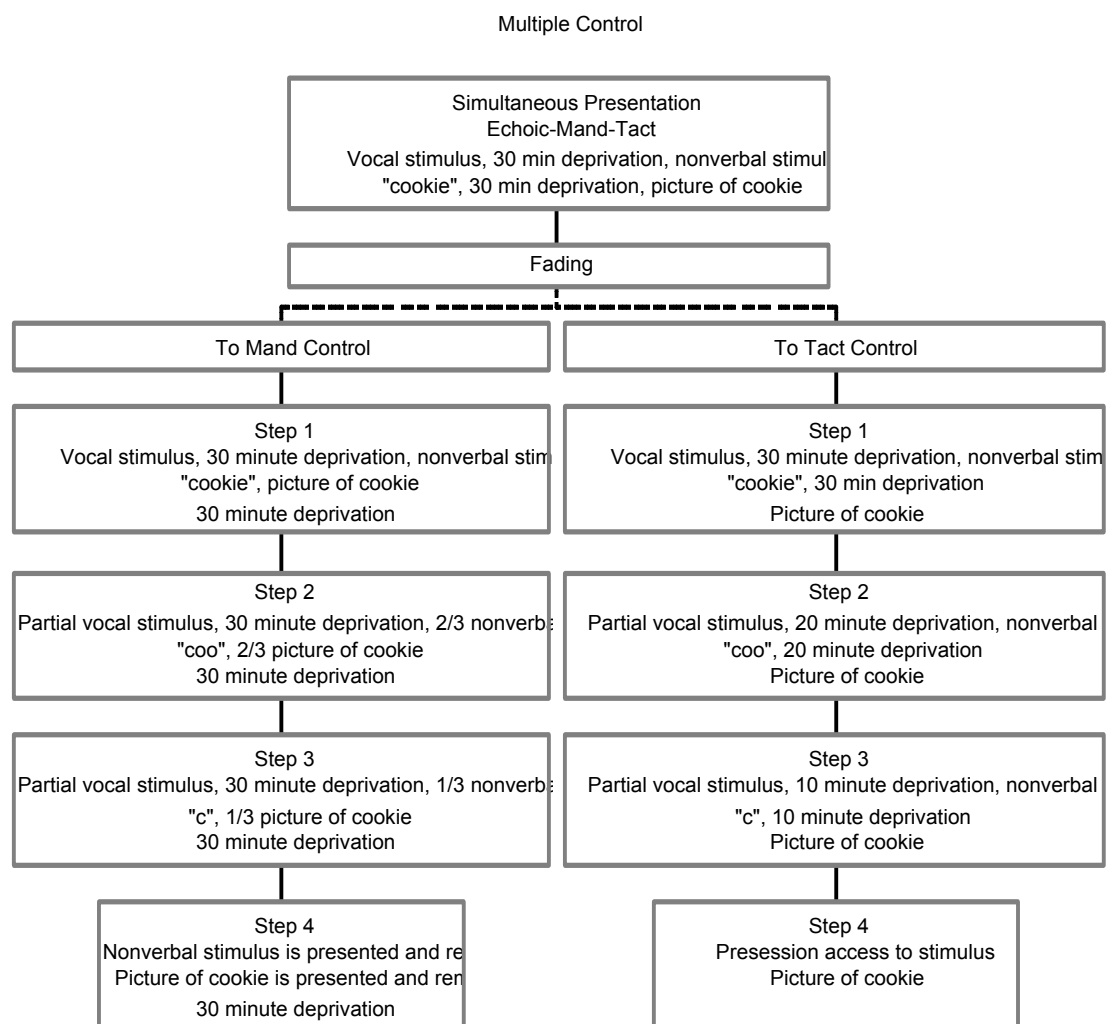 Multiple Control
Simultaneous Presentation
Echoic-Mand-Tact
Vocal stimulus, 30 min deprivation, nonverbal stimul
"cookie", 30 min deprivation, picture of cookie
Fading
To Mand Control
Step 1
Vocal stimulus, 30 minute deprivation, nonverbal stim
"cookie", picture of cookie
30 minute deprivation
Step 2
Partial vocal stimulus, 30 minute deprivation, 2/3 nonverb
"coo", 2/3 picture of cookie
30 minute deprivation
Step 3
Partial vocal stimulus, 30 minute deprivation, 1/3 nonverb
"c", 1/3 picture of cookie
30 minute deprivation
Step 4
Nonverbal stimulus is presented and re
Picture of cookie is presented and rem
30 minute deprivation
To Tact Control
Step 1
Vocal stimulus, 30 minute deprivation, nonverbal stim
"cookie", 30 min deprivation
Picture of cookie
Step 2
Partial vocal stimulus, 20 minute deprivation, nonverbal
"coo", 20 minute deprivation
Picture of cookie
Step 3
Partial vocal stimulus, 10 minute deprivation, nonverbal
"c", 10 minute deprivation
Picture of cookie
Step 4
Presession access to stimulus
Picture of cookie